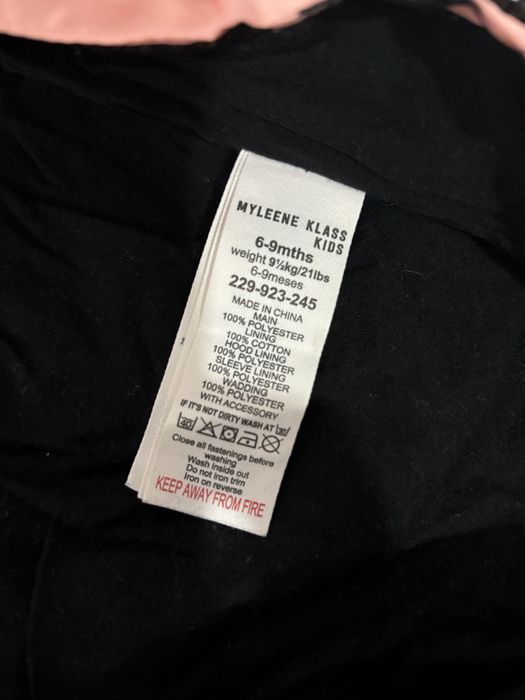 MYLEENE KLASS
KIDS
6-9mths
weight 9½kg/21lbs
6-9meses
229-923-245
MADE IN CHINA
MAIN
100% POLYESTER
LINING
100% COTTON
HOOD LINING
100% POLYESTER
SLEEVE LINING
100% POLYESTER
WADDING
100% POLYESTER
WITH ACCESSORY
IF IT'S NOT DIRTY WASH AT 30
40
Close all fastenings before
washing
Wash inside out
Do not iron trim
Iron on reverse
KEEP AWAY FROM FIRE